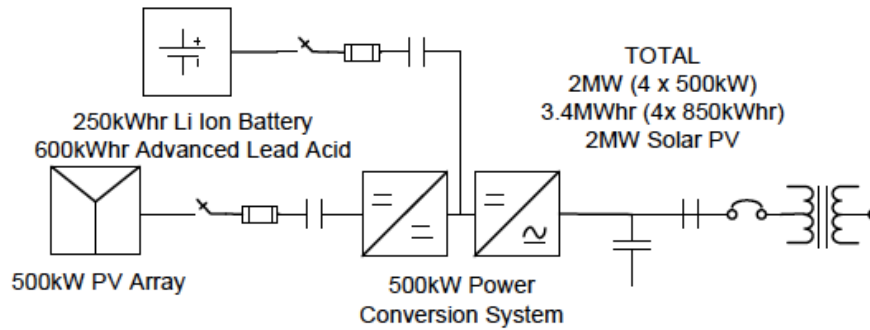 250kWhr Li Ion Battery
600kWhr Advanced Lead Acid
TOTAL
2MW (4 x 500kW)
3.4MWhr (4x 850kWhr)
2MW Solar PV
500kW PV Array
500kW Power
Conversion System